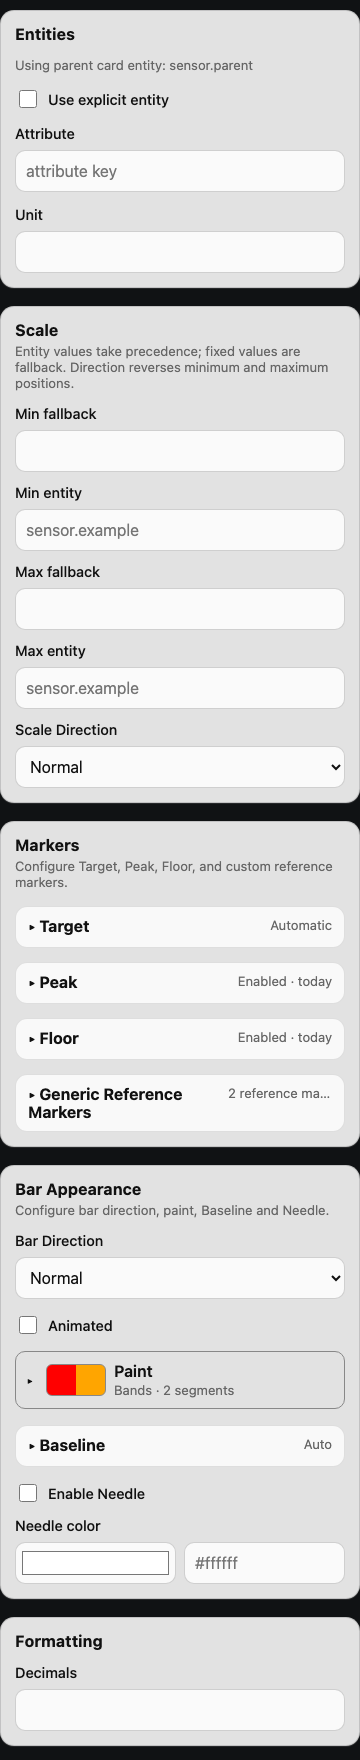 Entities
Using parent card entity: sensor.parent
Use explicit entity
Attribute
attribute key
Unit
Scale
Entity values take precedence; fixed values are
fallback. Direction reverses minimum and maximum
positions.
Min fallback
Min entity
sensor.example
Max fallback
Max entity
sensor.example
Scale Direction
Normal
Markers
Configure Target, Peak, Floor, and custom reference
markers.
▸ Target Automatic
▸ Peak Enabled · today
▸ Floor Enabled · today
▸ Generic Reference 2 reference ma...
Markers
Bar Appearance
Configure bar direction, paint, Baseline and Needle.
Bar Direction
Normal
Animated
▸ Paint
Bands · 2 segments
▸ Baseline Auto
Enable Needle
Needle color
#ffffff
Formatting
Decimals